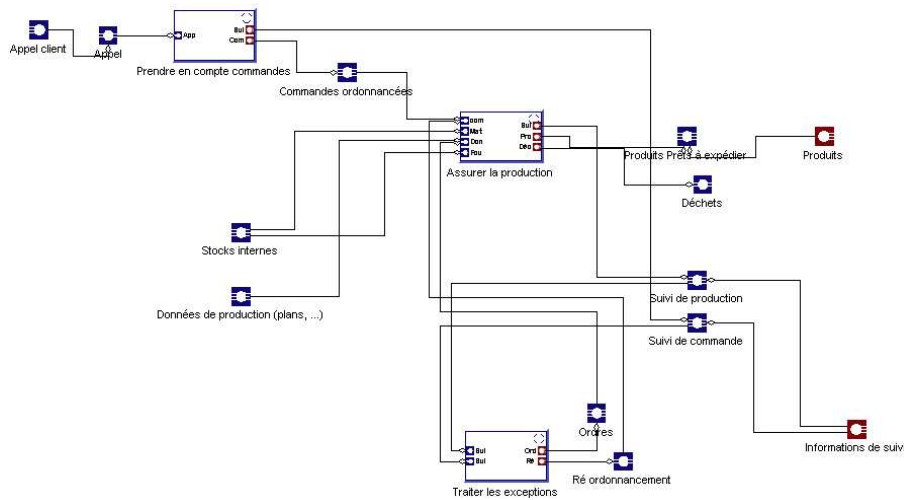 Appel client
Appel
App
Bul
Com
Prendre en compte commandes
Commandes ordonnancées
com
Mat
Don
Fou
Bul
Pro
Déc
Assurer la production
Produits Prêts à expédier
Produits
Déchets
Stocks internes
Données de production (plans, ...)
Suivi de production
Suivi de commande
Ordres
Informations de suivi
Bul
Bul
Ord
Ré
Ré ordonnancement
Traiter les exceptions